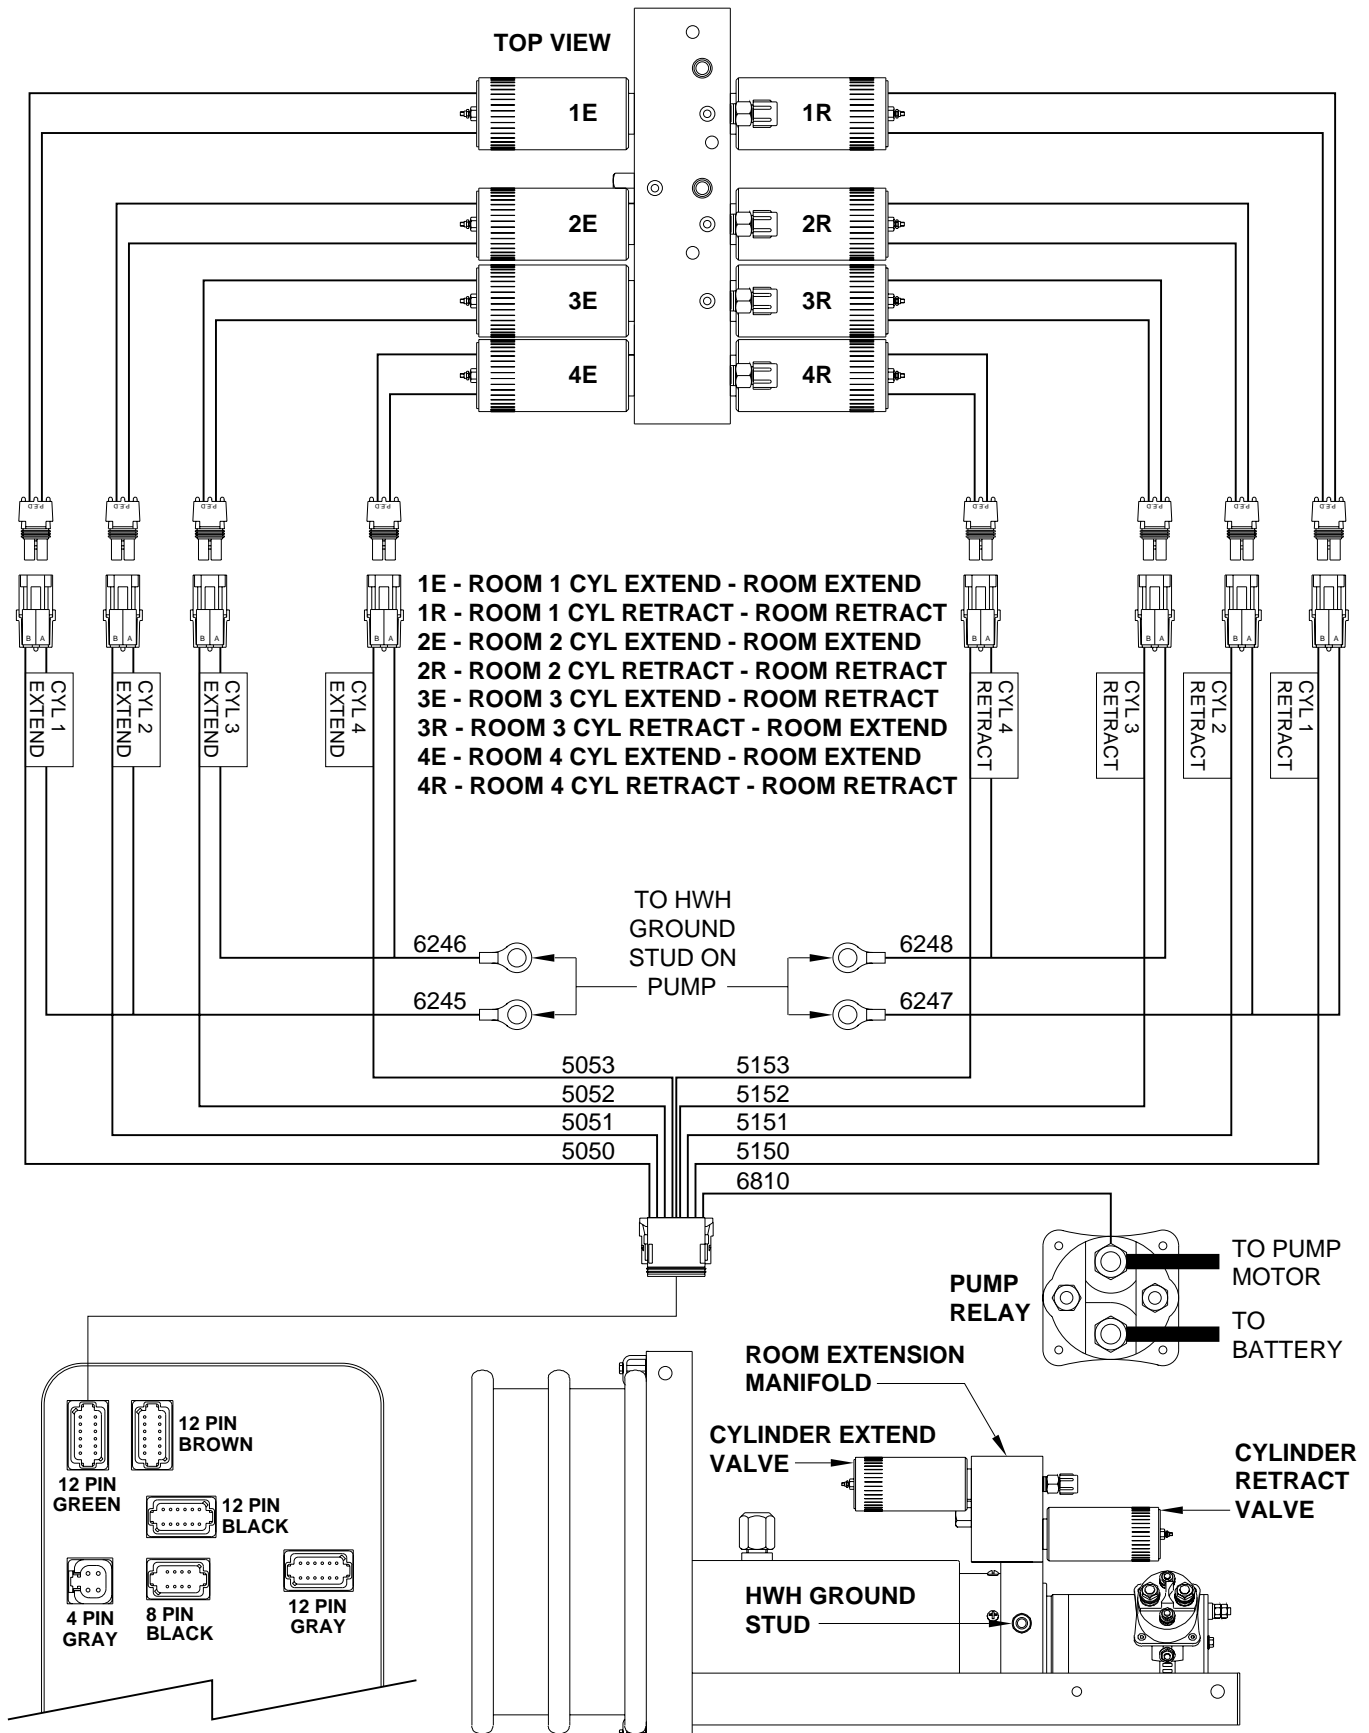 TOP VIEW
1E
1R
2E
2R
3E
3R
4E
4R
P.E.D
P.E.D
P.E.D
P.E.D
P.E.D
P.E.D
P.E.D
P.E.D
B A
B A
B A
B A
B A
B A
B A
B A
1E - ROOM 1 CYL EXTEND - ROOM EXTEND
1R - ROOM 1 CYL RETRACT - ROOM RETRACT
2E - ROOM 2 CYL EXTEND - ROOM EXTEND
2R - ROOM 2 CYL RETRACT - ROOM RETRACT
3E - ROOM 3 CYL EXTEND - ROOM RETRACT
3R - ROOM 3 CYL RETRACT - ROOM EXTEND
4E - ROOM 4 CYL EXTEND - ROOM EXTEND
4R - ROOM 4 CYL RETRACT - ROOM RETRACT
CYL 1
EXTEND
CYL 2
EXTEND
CYL 3
EXTEND
CYL 4
EXTEND
CYL 4
RETRACT
CYL 3
RETRACT
CYL 2
RETRACT
CYL 1
RETRACT
TO HWH
GROUND
STUD ON
PUMP
6246
6248
6245
6247
5053
5153
5052
5152
5051
5151
5050
5150
6810
PUMP
RELAY
TO PUMP
MOTOR
TO
BATTERY
ROOM EXTENSION
MANIFOLD
CYLINDER EXTEND
VALVE
CYLINDER
RETRACT
VALVE
HWH GROUND
STUD
12 PIN
GREEN
12 PIN
BROWN
12 PIN
BLACK
4 PIN
GRAY
8 PIN
BLACK
12 PIN
GRAY